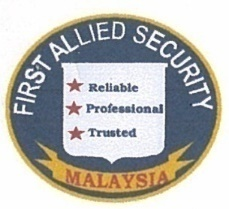 FIRST ALLIED SECURITY
Reliable
Professional
Trusted
MALAYSIA